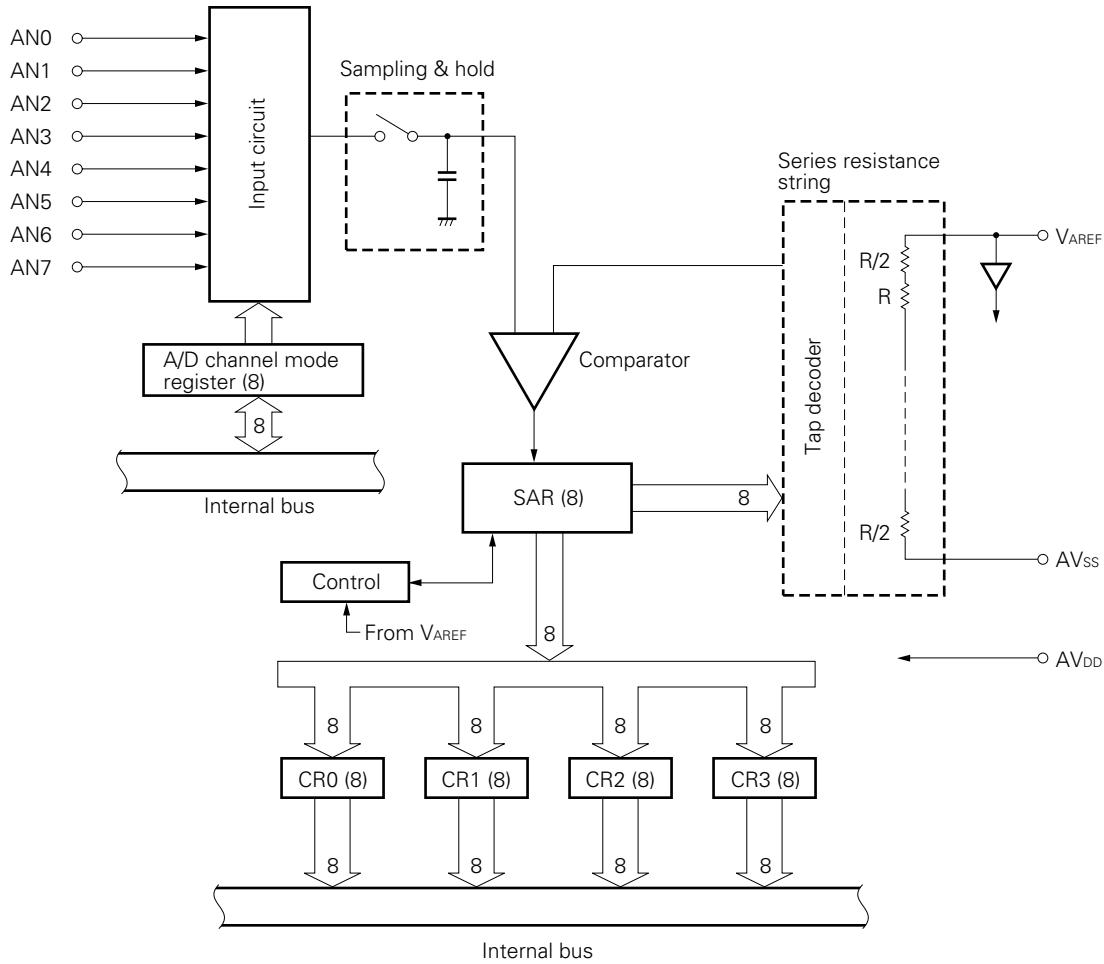 AN0
AN1
AN2
AN3
AN4
AN5
AN6
AN7
Input circuit
Sampling & hold
Series resistance
string
Tap decoder
R/2
R
R/2
VAREF
AVSS
AVDD
Comparator
A/D channel mode
register (8)
8
Internal bus
SAR (8)
8
Control
From VAREF
8
8
8
8
8
CR0 (8)
CR1 (8)
CR2 (8)
CR3 (8)
8
8
8
8
Internal bus